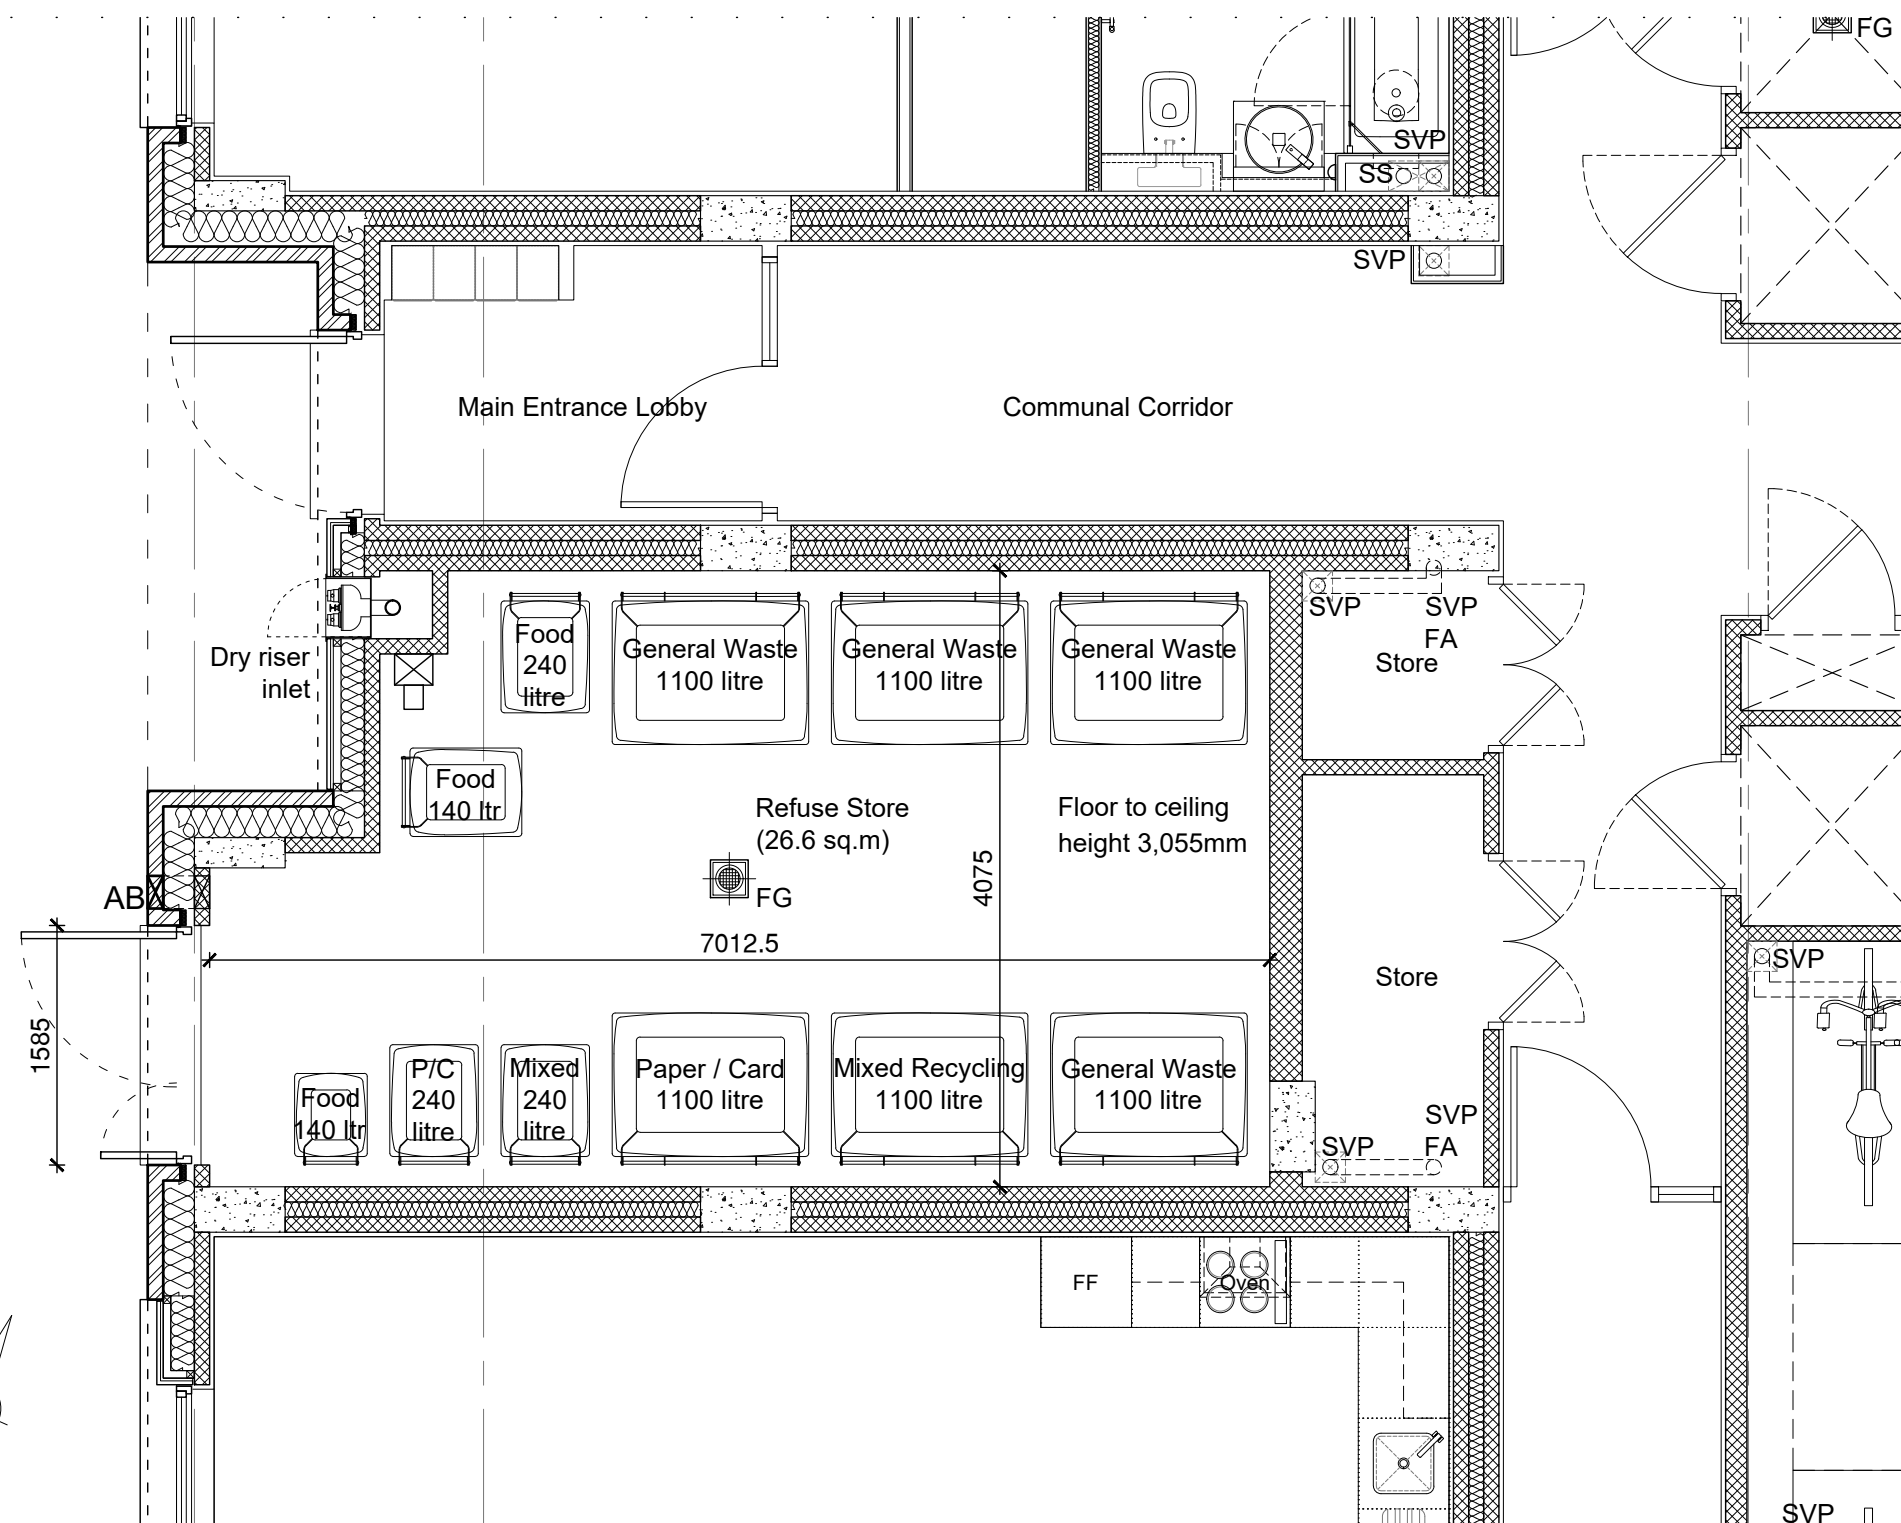 FG
SVP
SS
SVP
Main Entrance Lobby
Communal Corridor
Dry riser
inlet
Food
240
litre
General Waste
1100 litre
General Waste
1100 litre
General Waste
1100 litre
SVP
SVP
FA
Store
Food
140 ltr
Refuse Store
(26.6 sq.m)
Floor to ceiling
height 3,055mm
4075
FG
AB
7012.5
Store
SVP
1585
Food
140 ltr
P/C
240
litre
Mixed
240
litre
Paper / Card
1100 litre
Mixed Recycling
1100 litre
General Waste
1100 litre
SVP
SVP
FA
FF
Oven
SVP